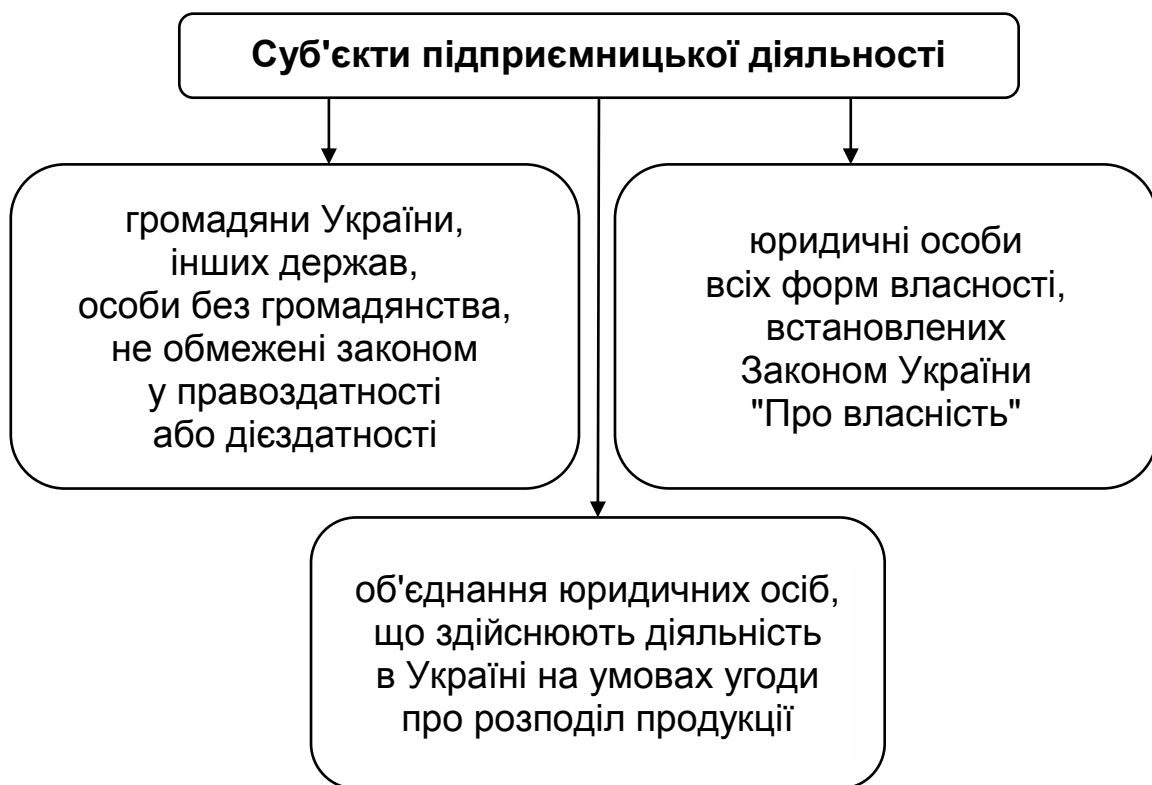 Суб'єкти підприємницької діяльності
громадяни України,
інших держав,
особи без громадянства,
не обмежені законом
у правоздатності
або дієздатності
юридичні особи
всіх форм власності,
встановлених
Законом України
"Про власність"
об'єднання юридичних осіб,
що здійснюють діяльність
в Україні на умовах угоди
про розподіл продукції